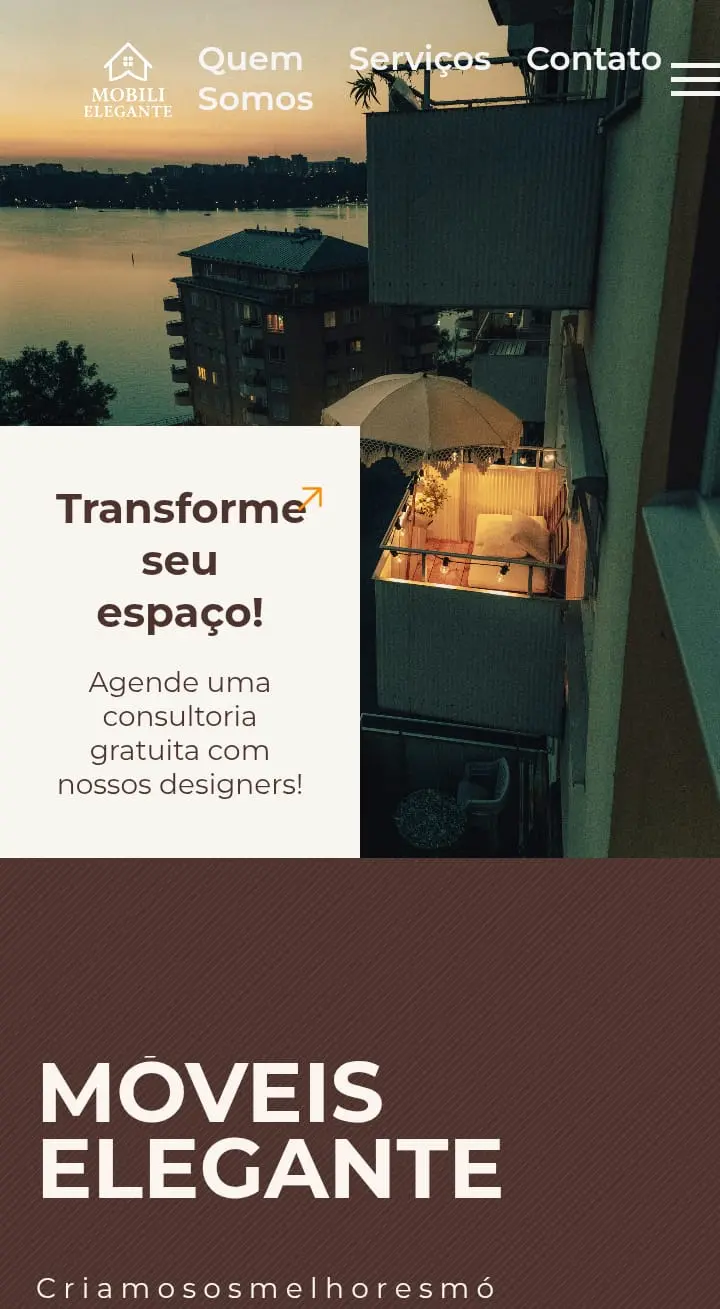 MOBILI
ELEGANTE
Quem
Somos
Serviços
Contato
Transforme
seu
espaço!
Agende uma
consultoria
gratuita com
nossos designers!
MÓVEIS
ELEGANTE
Criamososmelhoresmó